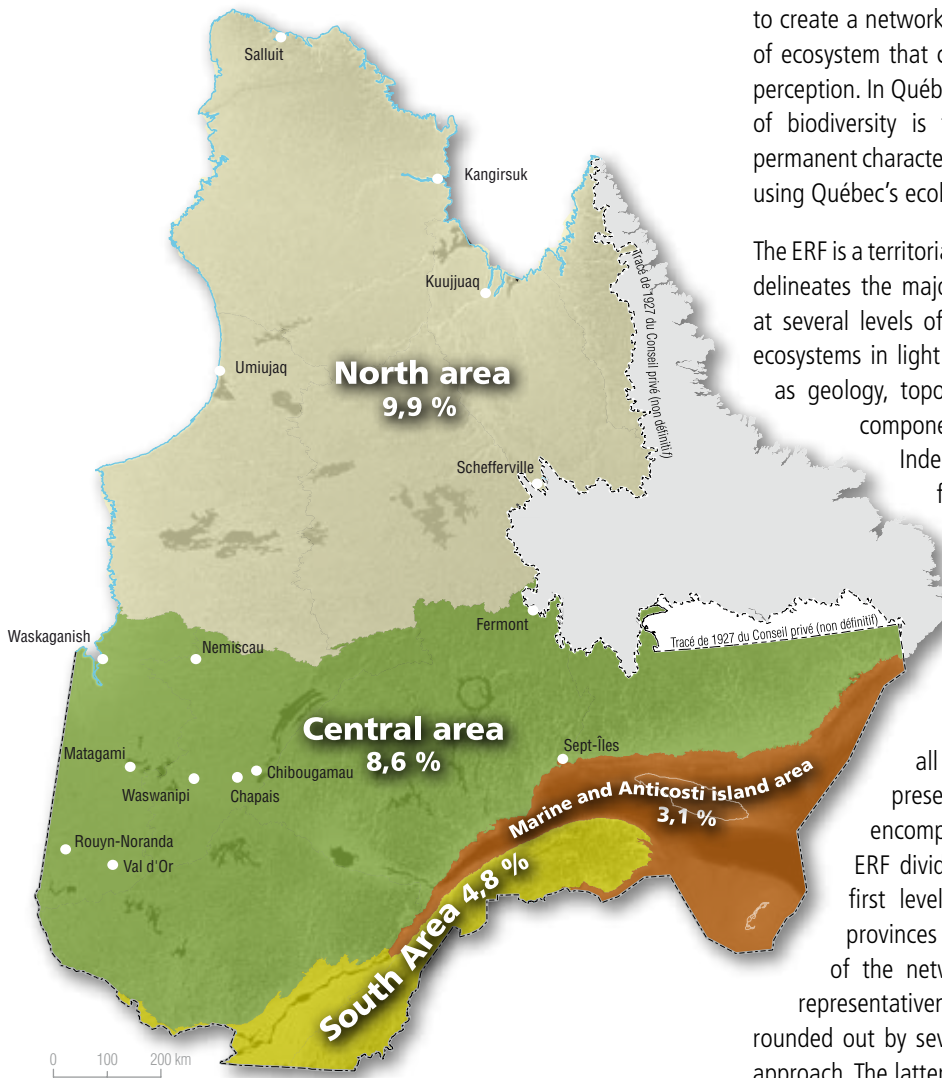 Salluit
Kangirsuk
Kuujjuaq
Tracé de 1927 du Conseil privé (non définitif)
Umiujaq
North area
9,9 %
Schefferville
Fermont
Tracé de 1927 du Conseil privé (non définitif)
Waskaganish
Nemiscau
Central area
8,6 %
Sept-Îles
Matagami
Chibougamau
Waswanipi
Chapais
Marine and Anticosti island area
3,1 %
Rouyn-Noranda
Val d'Or
South Area 4,8 %
0 100 200 km
to create a network
of ecosystem that
perception. In Québ
of biodiversity is
permanent characte
using Québec's ecol
The ERF is a territoria
delineates the majo
at several levels of
ecosystems in light
as geology, topo
compone
Inde
f
all
prese
encomp
ERF divid
first level
provinces
of the netw
representativer
rounded out by sev
approach. The latter